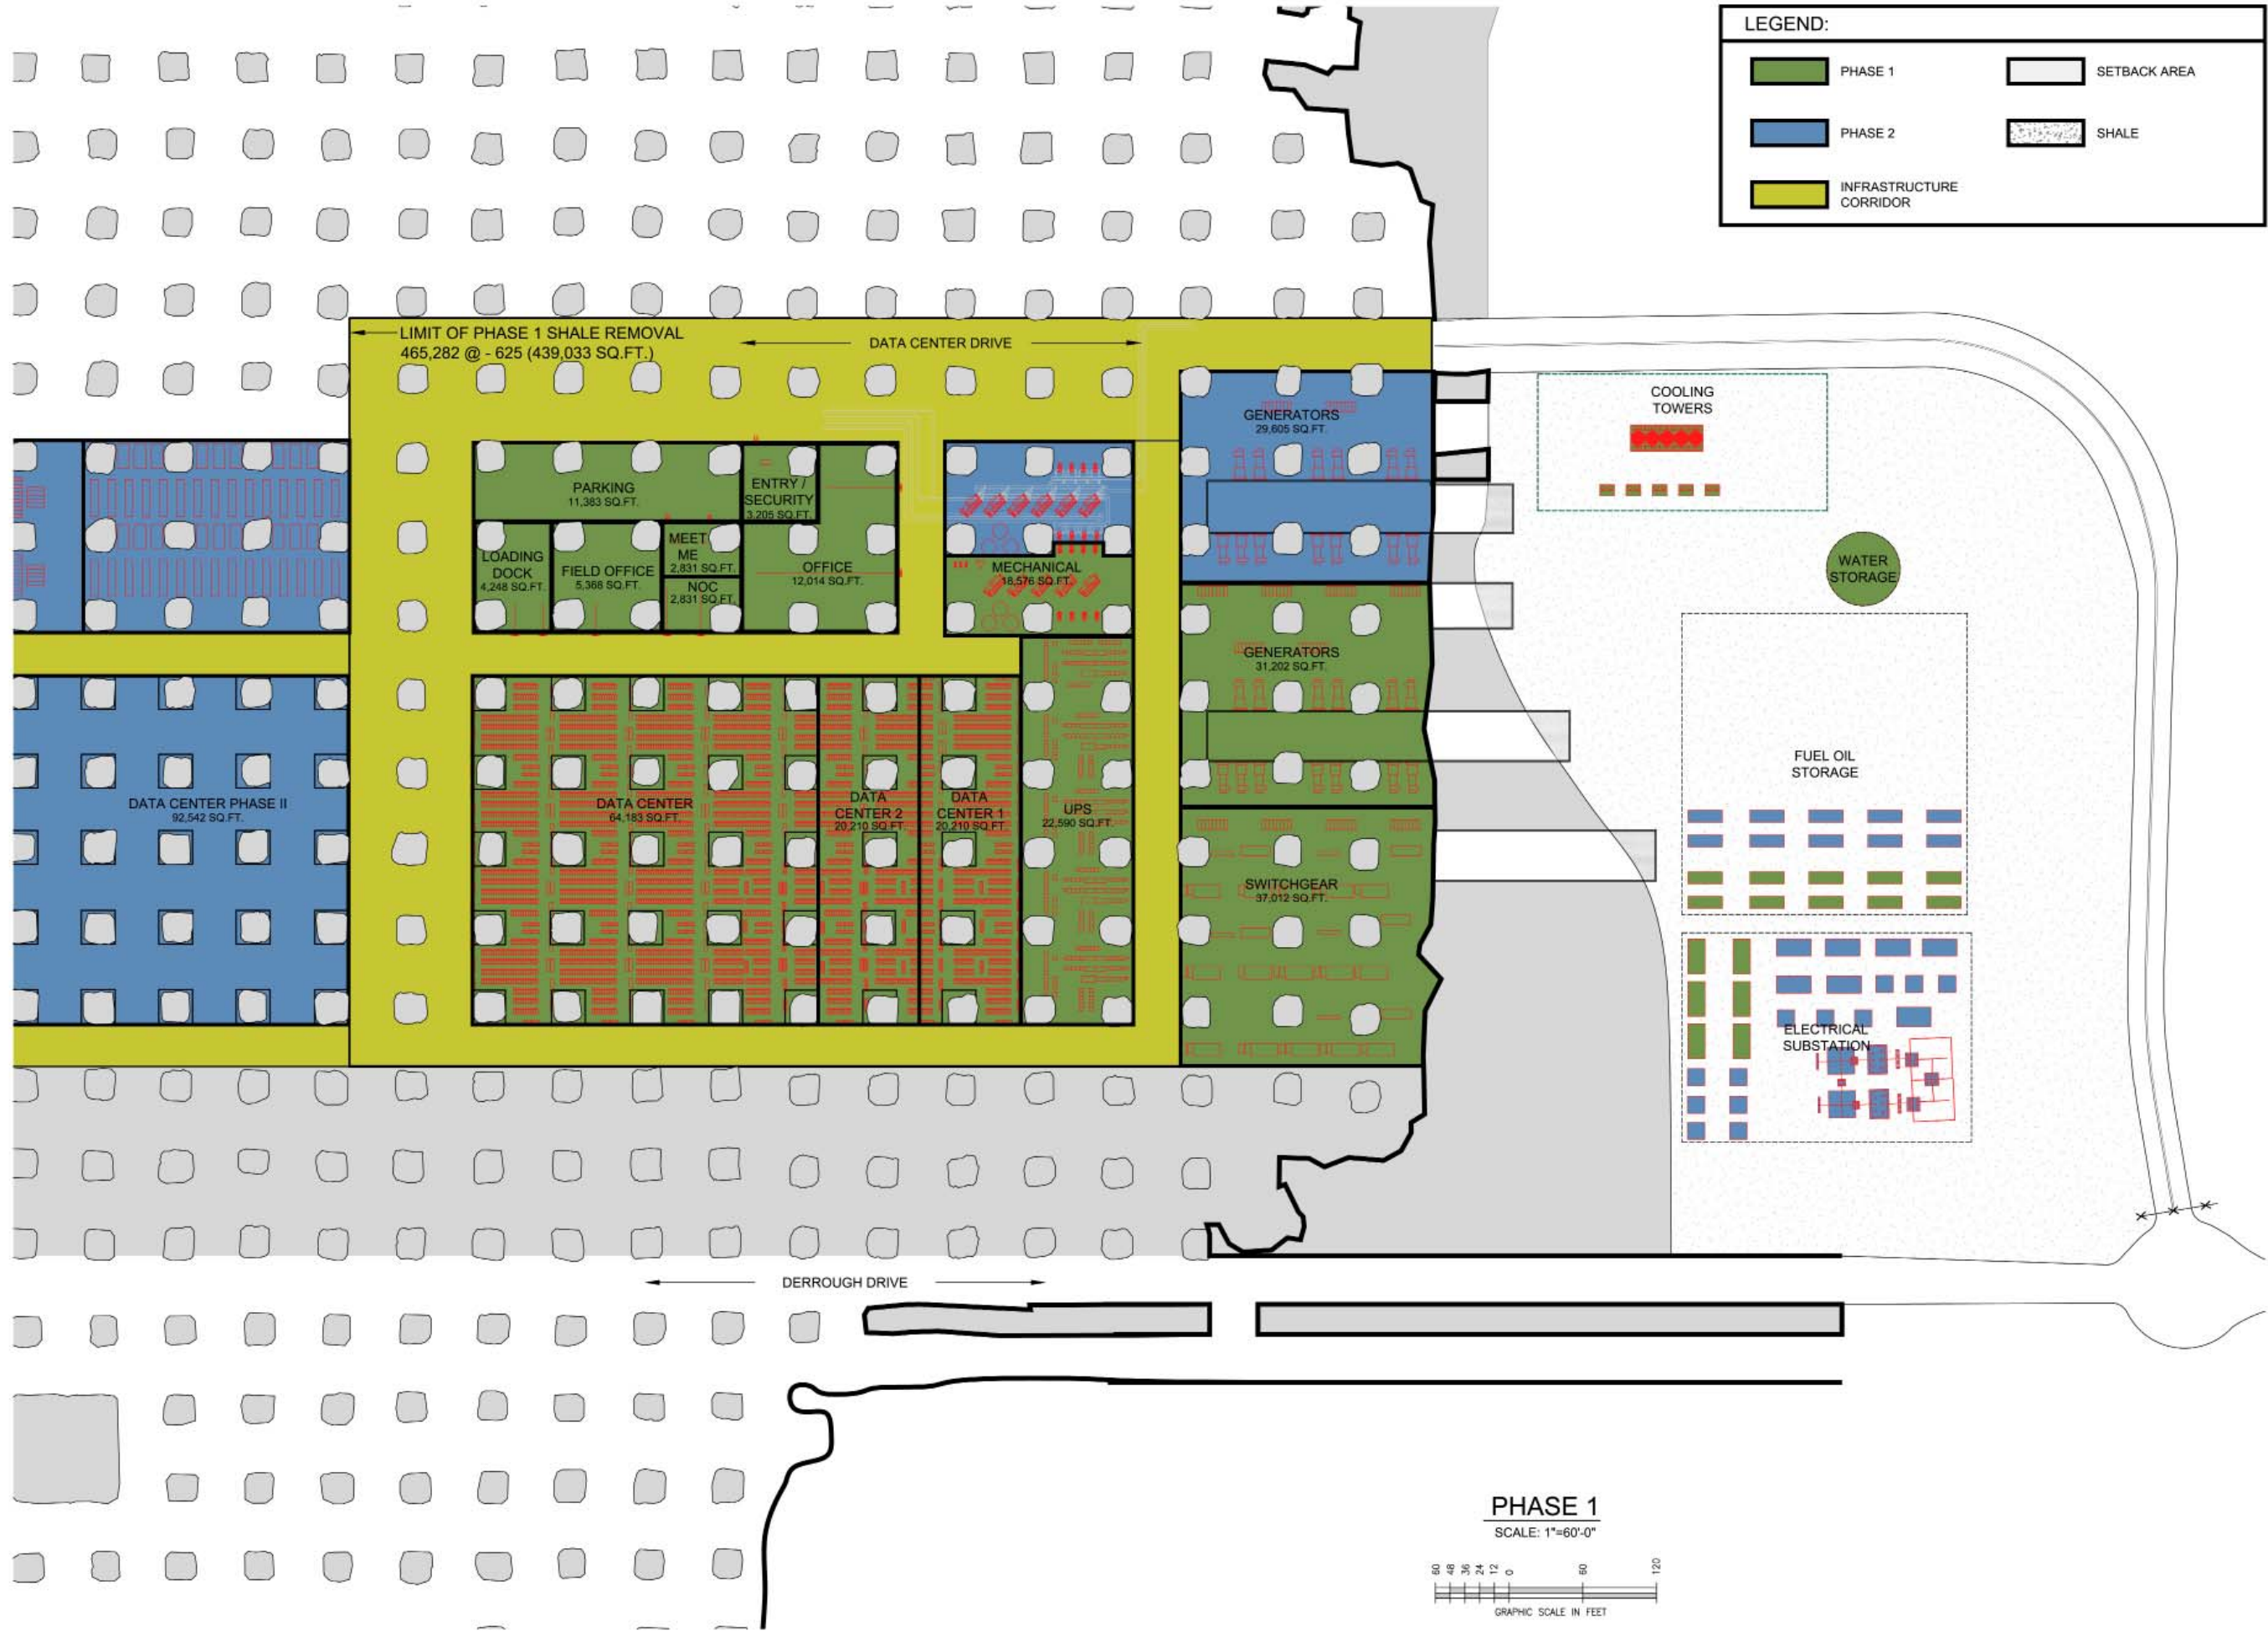 LEGEND:
PHASE 1
SETBACK AREA
PHASE 2
SHALE
INFRASTRUCTURE
CORRIDOR
LIMIT OF PHASE 1 SHALE REMOVAL
465,282 @ - 625 (439,033 SQ.FT.)
DATA CENTER DRIVE
COOLING
TOWERS
GENERATORS
29,605 SQ.FT.
PARKING
11,383 SQ.FT.
ENTRY /
SECURITY
3,205 SQ.FT.
LOADING
DOCK
4,248 SQ.FT.
FIELD OFFICE
5,368 SQ.FT.
MEET
ME
2,831 SQ.FT.
NOC
2,831 SQ.FT.
OFFICE
12,014 SQ.FT.
MECHANICAL
18,576 SQ.FT.
WATER
STORAGE
GENERATORS
31,202 SQ.FT.
FUEL OIL
STORAGE
DATA CENTER PHASE II
92,542 SQ.FT.
DATA CENTER
64,183 SQ.FT.
DATA
CENTER 2
20,210 SQ.FT.
DATA
CENTER 1
20,210 SQ.FT.
UPS
22,590 SQ.FT.
SWITCHGEAR
37,012 SQ.FT.
ELECTRICAL
SUBSTATION
DERROUGH DRIVE
PHASE 1
SCALE: 1"=60'-0"
60 48 36 24 12 0 60 120
GRAPHIC SCALE IN FEET